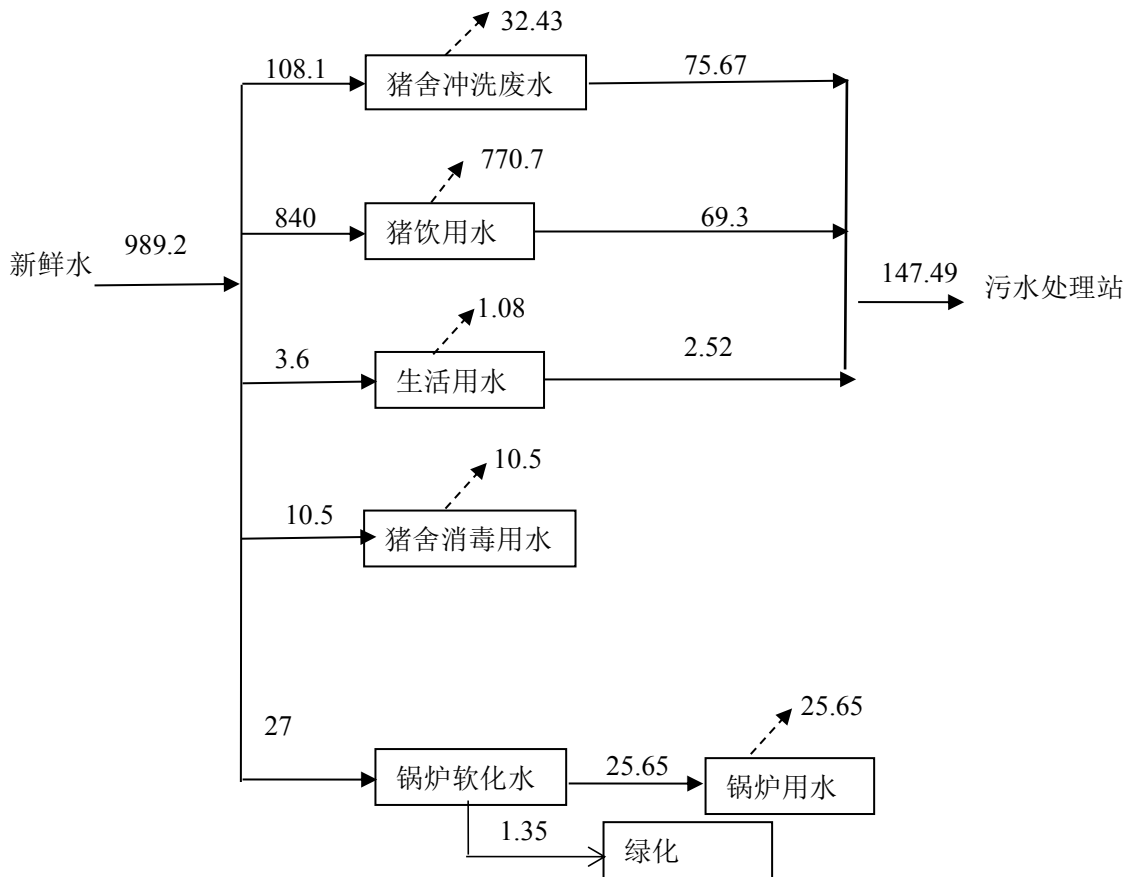 32.43
108.1
猪舍冲洗废水
75.67
770.7
840
猪饮用水
69.3
新鲜水
989.2
147.49
污水处理站
1.08
3.6
生活用水
2.52
10.5
10.5
猪舍消毒用水
27
25.65
锅炉软化水
25.65
锅炉用水
1.35
绿化